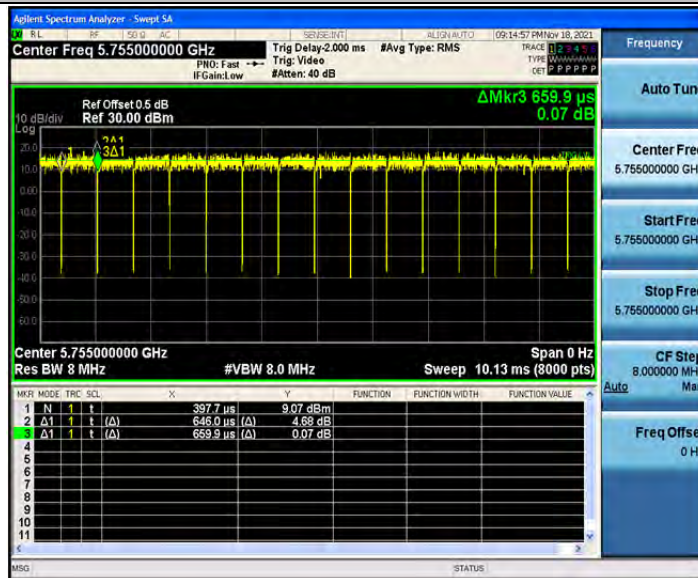 Agilent Spectrum Analyzer - Swept SA
RL RF 50 Ω AC SENSE:INT ALIGN AUTO 09:14:57 PM Nov 18, 2021
Center Freq 5.755000000 GHz
PNO: Fast
IFGain:Low
Trig Delay-2.000 ms
Trig: Video
#Atten: 40 dB
#Avg Type: RMS
TRACE 1 2 3 4 5 6
TYPE
DET P P P P P P
Frequency
ΔMkr3 659.9 µs
0.07 dB
Ref Offset 0.5 dB
10 dB/div Ref 30.00 dBm
Log
20.0
10.0
0.00
-10.0
-20.0
-30.0
-40.0
-50.0
-60.0
1
2Δ1
3Δ1
Center 5.755000000 GHz Span 0 Hz
Res BW 8 MHz #VBW 8.0 MHz Sweep 10.13 ms (8000 pts)
MKR MODE TRC SCL X Y FUNCTION FUNCTION WIDTH FUNCTION VALUE
1 N 1 t 397.7 µs 9.07 dBm
2 Δ1 1 t (Δ) 646.0 µs (Δ) 4.68 dB
3 Δ1 1 t (Δ) 659.9 µs (Δ) 0.07 dB
4
5
6
7
8
9
10
11
Auto Tun
Center Fre
5.755000000 GH
Start Fre
5.755000000 GH
Stop Fre
5.755000000 GH
CF Step
8.000000 MH
Auto Ma
Freq Offse
0 H
MSG STATUS